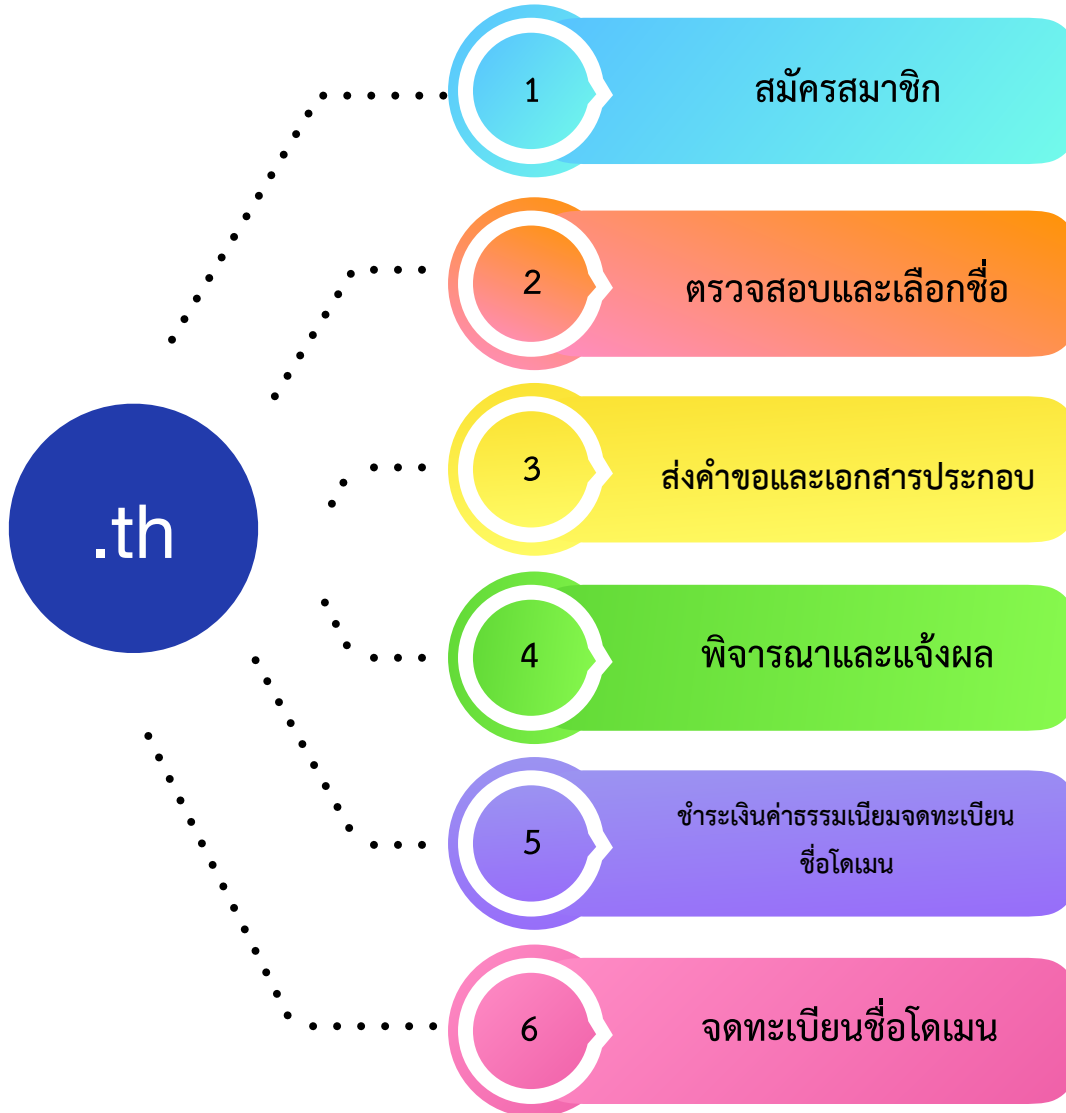 1
สมัครสมาชิก
2
ตรวจสอบและเลือกชื่อ
3
ส่งคำขอและเอกสารประกอบ
.th
4
พิจารณาและแจ้งผล
5
ชำระเงินค่าธรรมเนียมจดทะเบียน
ชื่อโดเมน
6
จดทะเบียนชื่อโดเมน